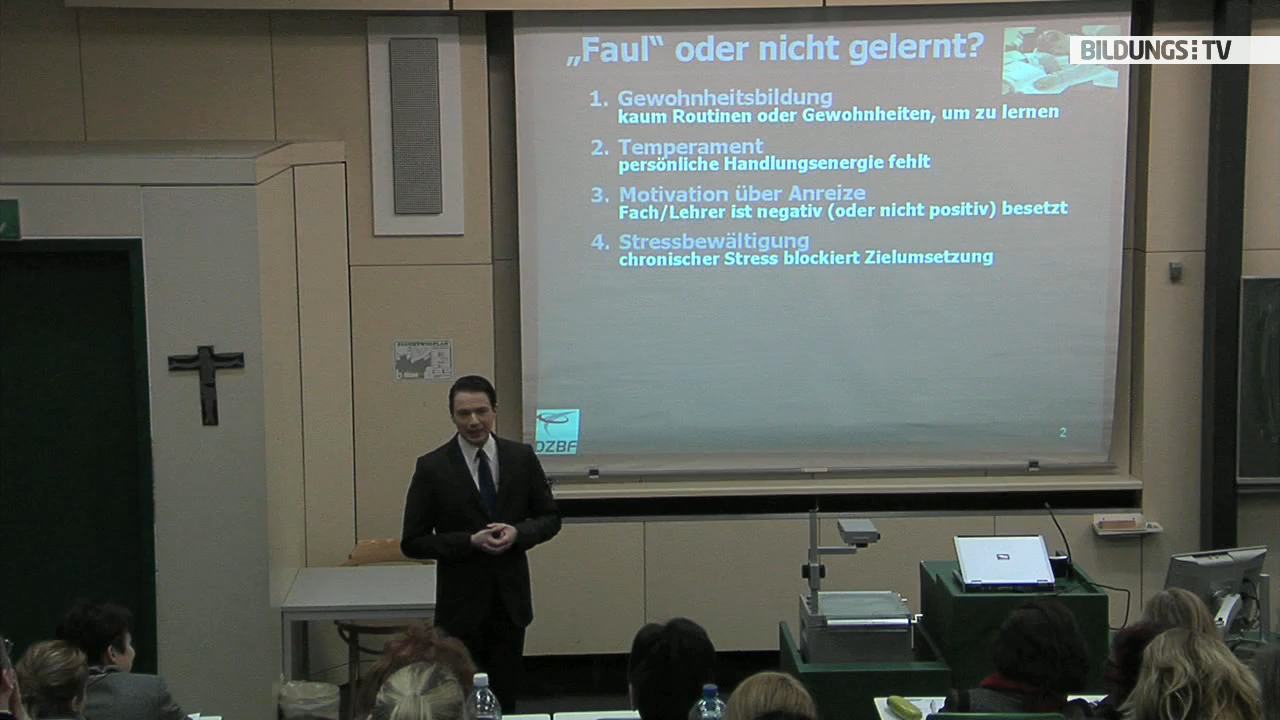 BILDUNGS TV
„Faul“ oder nicht gelernt?
1. Gewohnheitsbildung
kaum Routinen oder Gewohnheiten, um zu lernen
2. Temperament
persönliche Handlungsenergie fehlt
3. Motivation über Anreize
Fach/Lehrer ist negativ (oder nicht positiv) besetzt
4. Stressbewältigung
chronischer Stress blockiert Zielumsetzung
DZBF
2